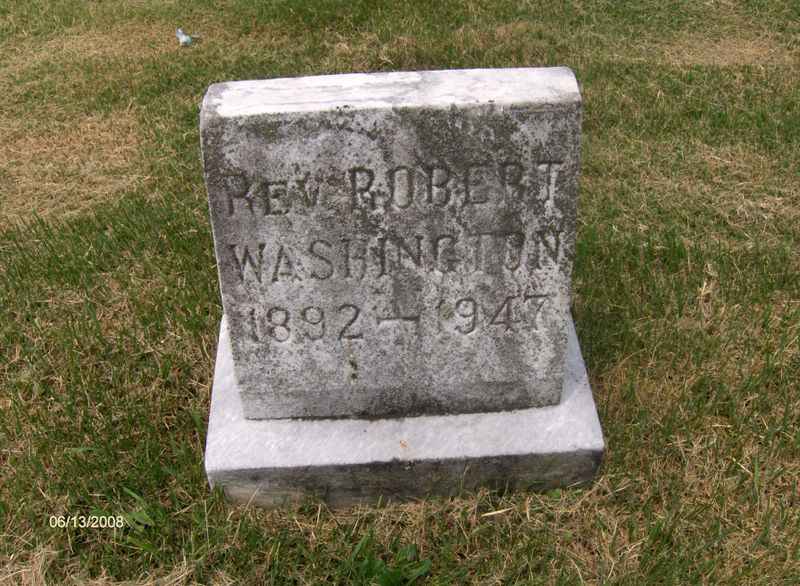 REV ROBERT
WASHINGTON
1892-1947
06/13/2008